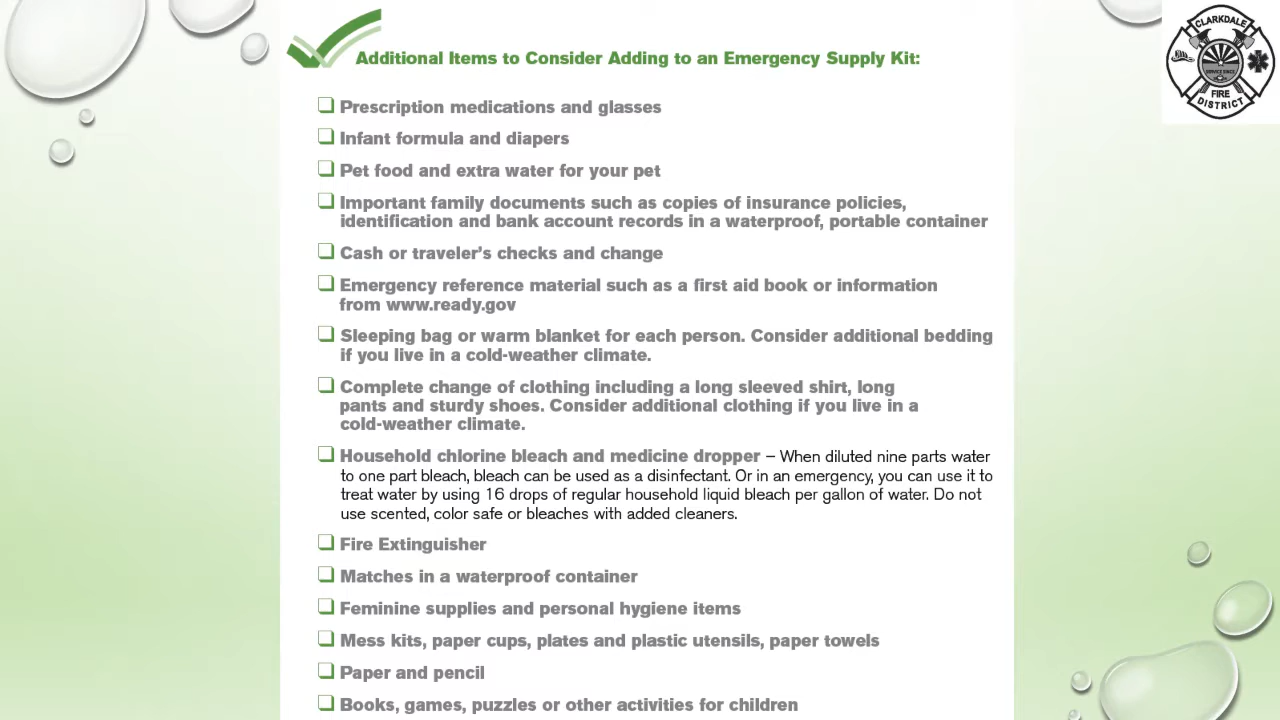 CLARKDALE
SERVICE SINCE
FIRE
DISTRICT
Additional Items to Consider Adding to an Emergency Supply Kit:
Prescription medications and glasses
Infant formula and diapers
Pet food and extra water for your pet
Important family documents such as copies of insurance policies,
identification and bank account records in a waterproof, portable container
Cash or traveler's checks and change
Emergency reference material such as a first aid book or information
from www.ready.gov
Sleeping bag or warm blanket for each person. Consider additional bedding
if you live in a cold-weather climate.
Complete change of clothing including a long sleeved shirt, long
pants and sturdy shoes. Consider additional clothing if you live in a
cold-weather climate.
Household chlorine bleach and medicine dropper – When diluted nine parts water
to one part bleach, bleach can be used as a disinfectant. Or in an emergency, you can use it to
treat water by using 16 drops of regular household liquid bleach per gallon of water. Do not
use scented, color safe or bleaches with added cleaners.
Fire Extinguisher
Matches in a waterproof container
Feminine supplies and personal hygiene items
Mess kits, paper cups, plates and plastic utensils, paper towels
Paper and pencil
Books, games, puzzles or other activities for children